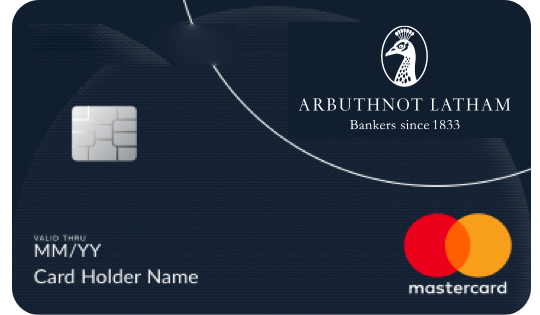 ARBUTHNOT LATHAM
Bankers since 1833
VALID THRU
MM/YY
Card Holder Name
mastercard